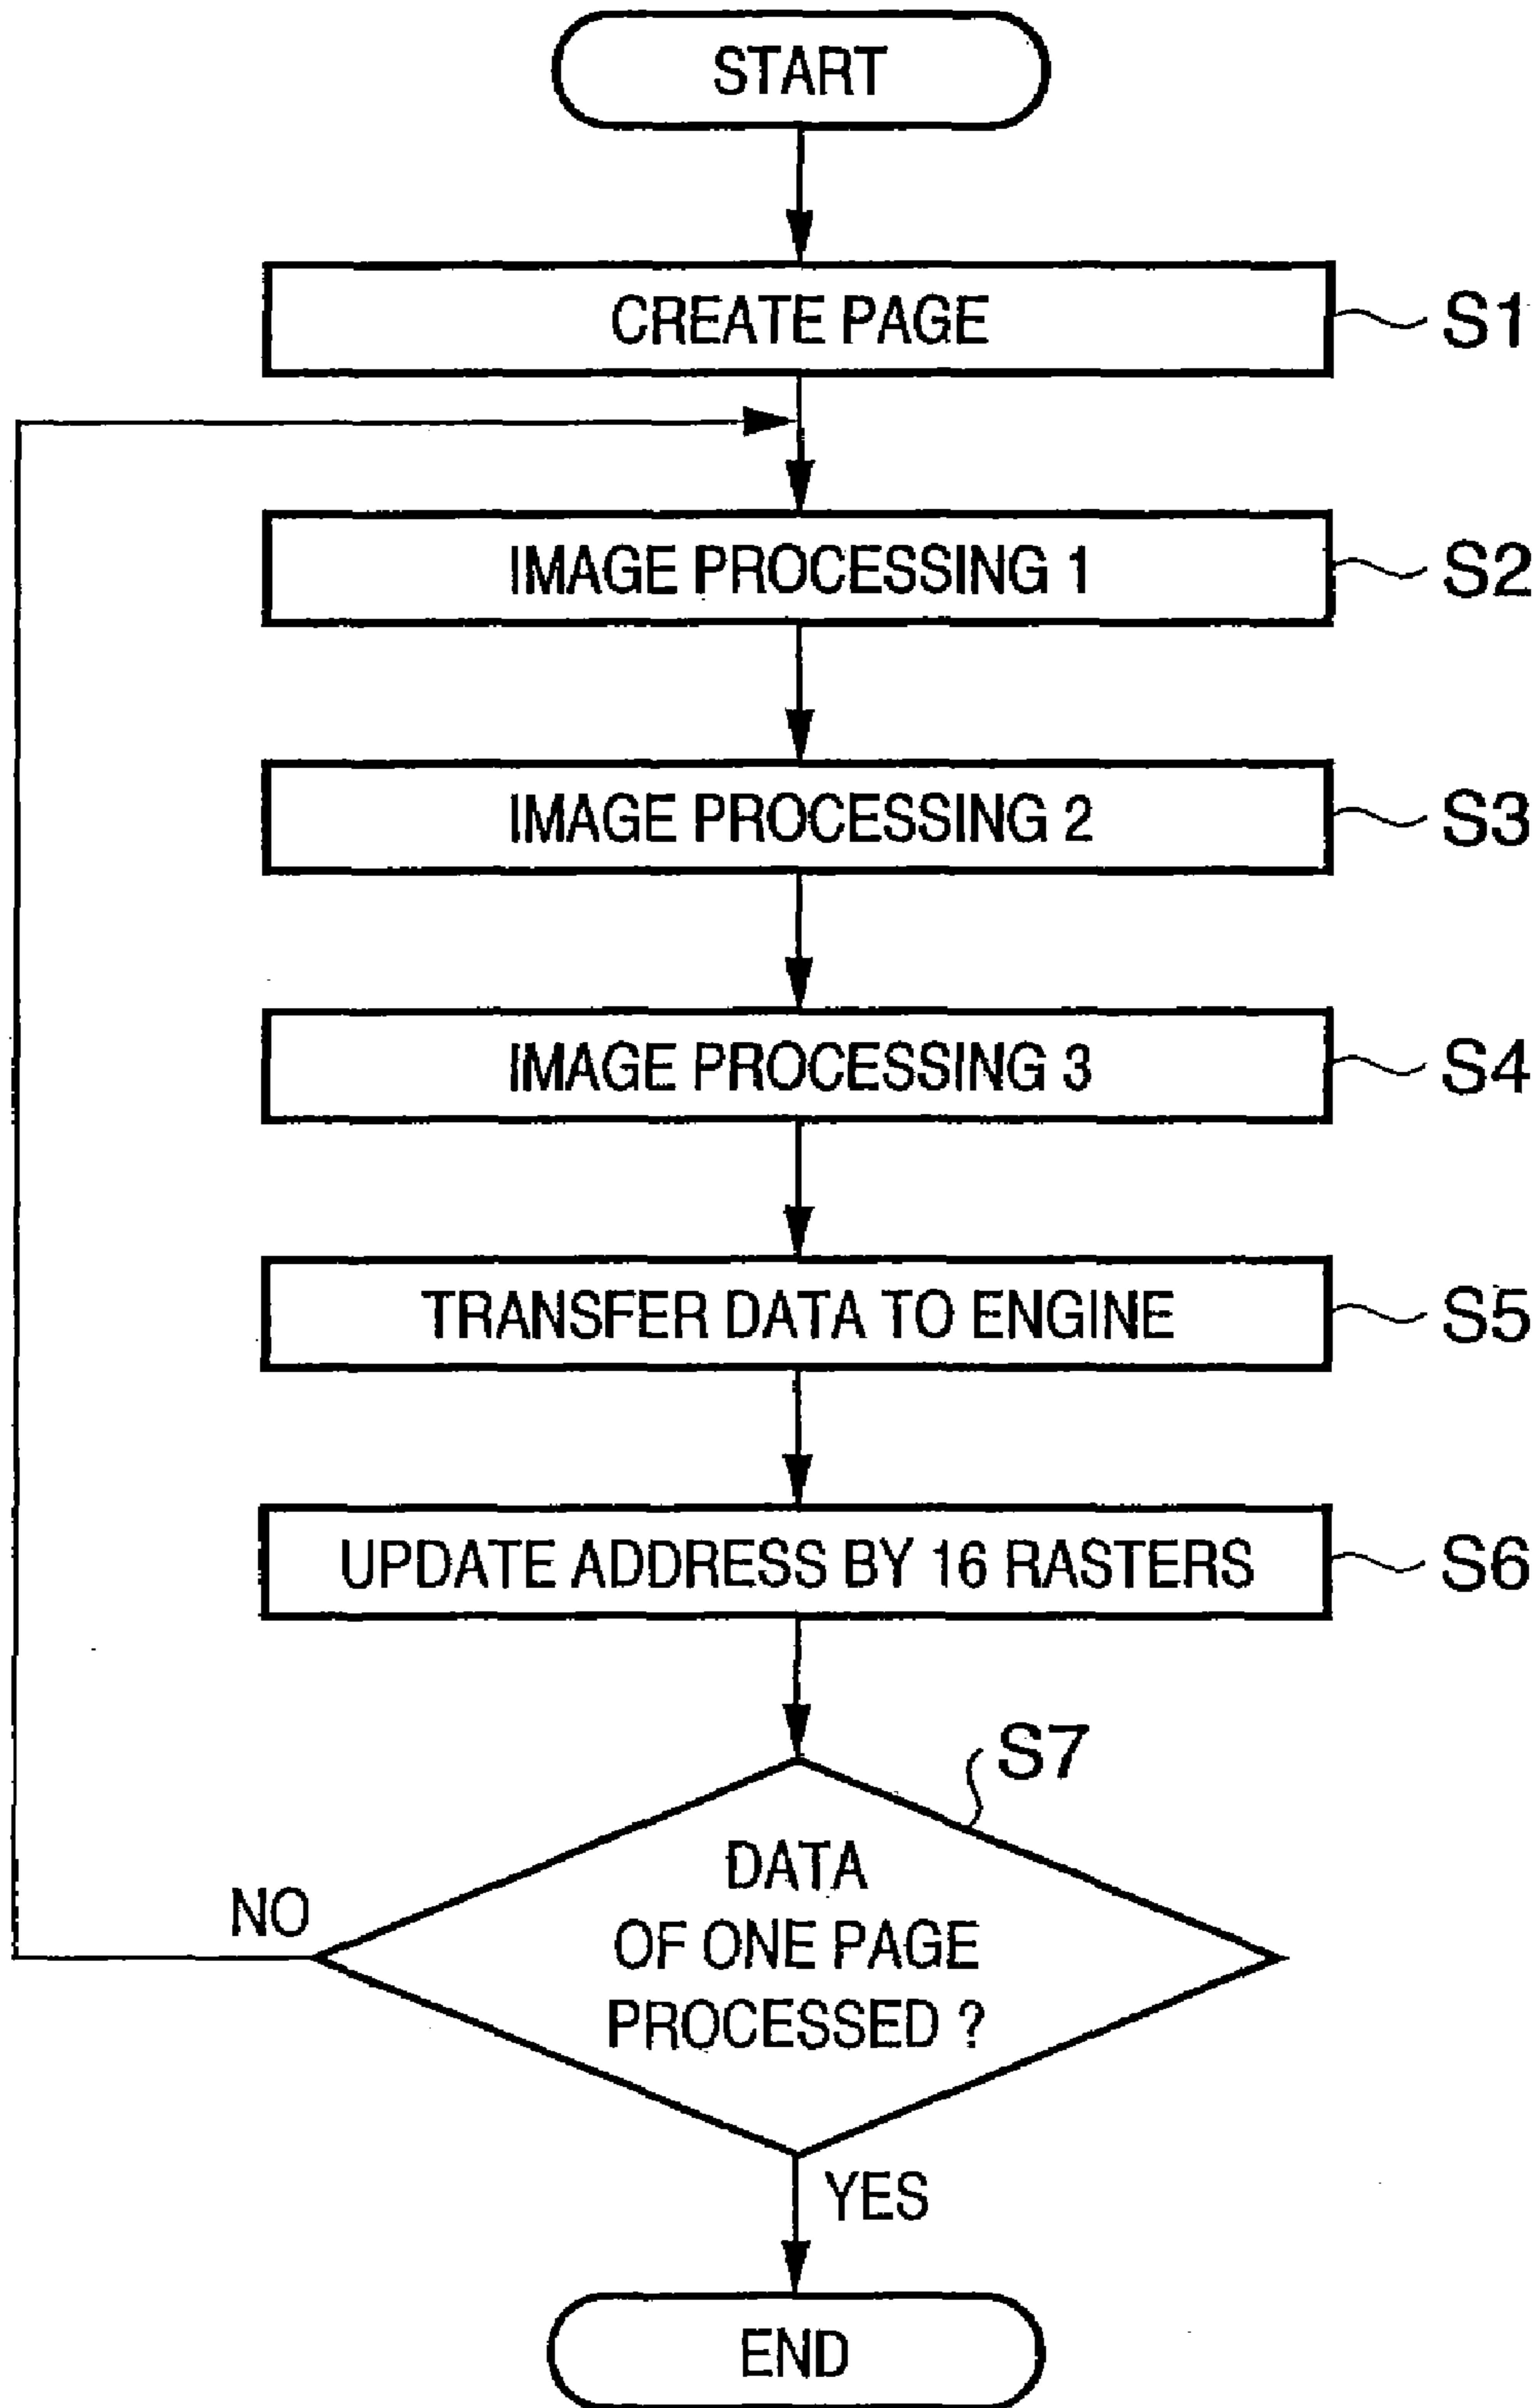 START
CREATE PAGE
S1
IMAGE PROCESSING 1
S2
IMAGE PROCESSING 2
S3
IMAGE PROCESSING 3
S4
TRANSFER DATA TO ENGINE
S5
UPDATE ADDRESS BY 16 RASTERS
S6
S7
DATA
OF ONE PAGE
PROCESSED ?
NO
YES
END